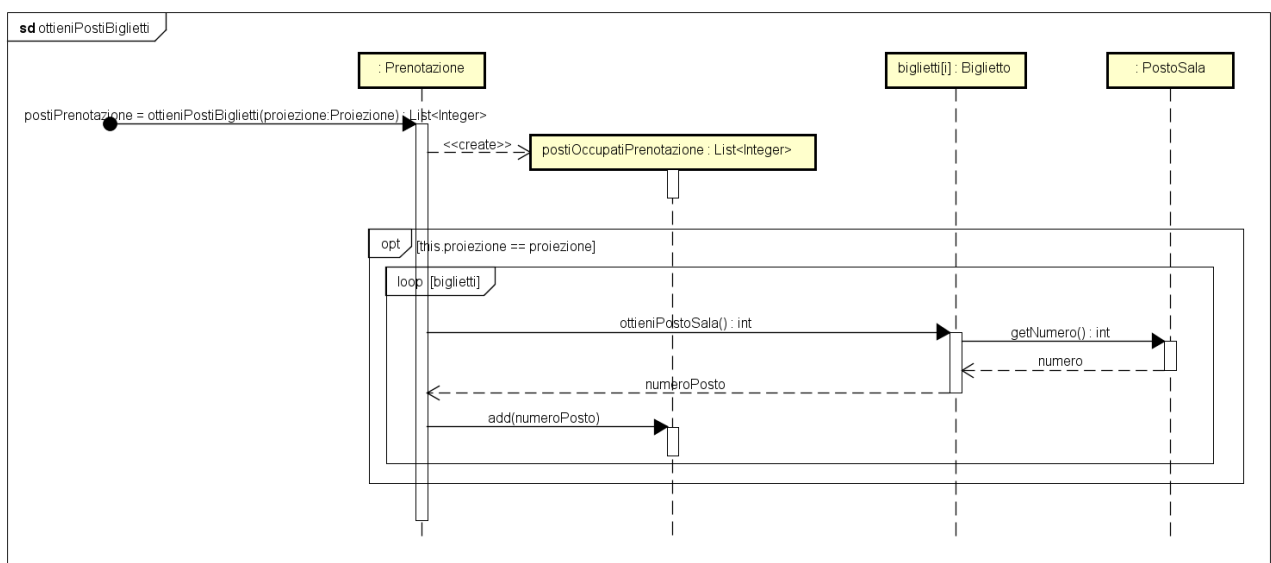 sd ottieniPostiBiglietti
: Prenotazione
biglietti[i] : Biglietto
: PostoSala
postiPrenotazione = ottieniPostiBiglietti(proiezione:Proiezione) : List<Integer>
<<create>>
postiOccupatiPrenotazione : List<Integer>
opt
[this.proiezione == proiezione]
loop [biglietti]
ottieniPostoSala() : int
getNumero() : int
numero
numeroPosto
add(numeroPosto)